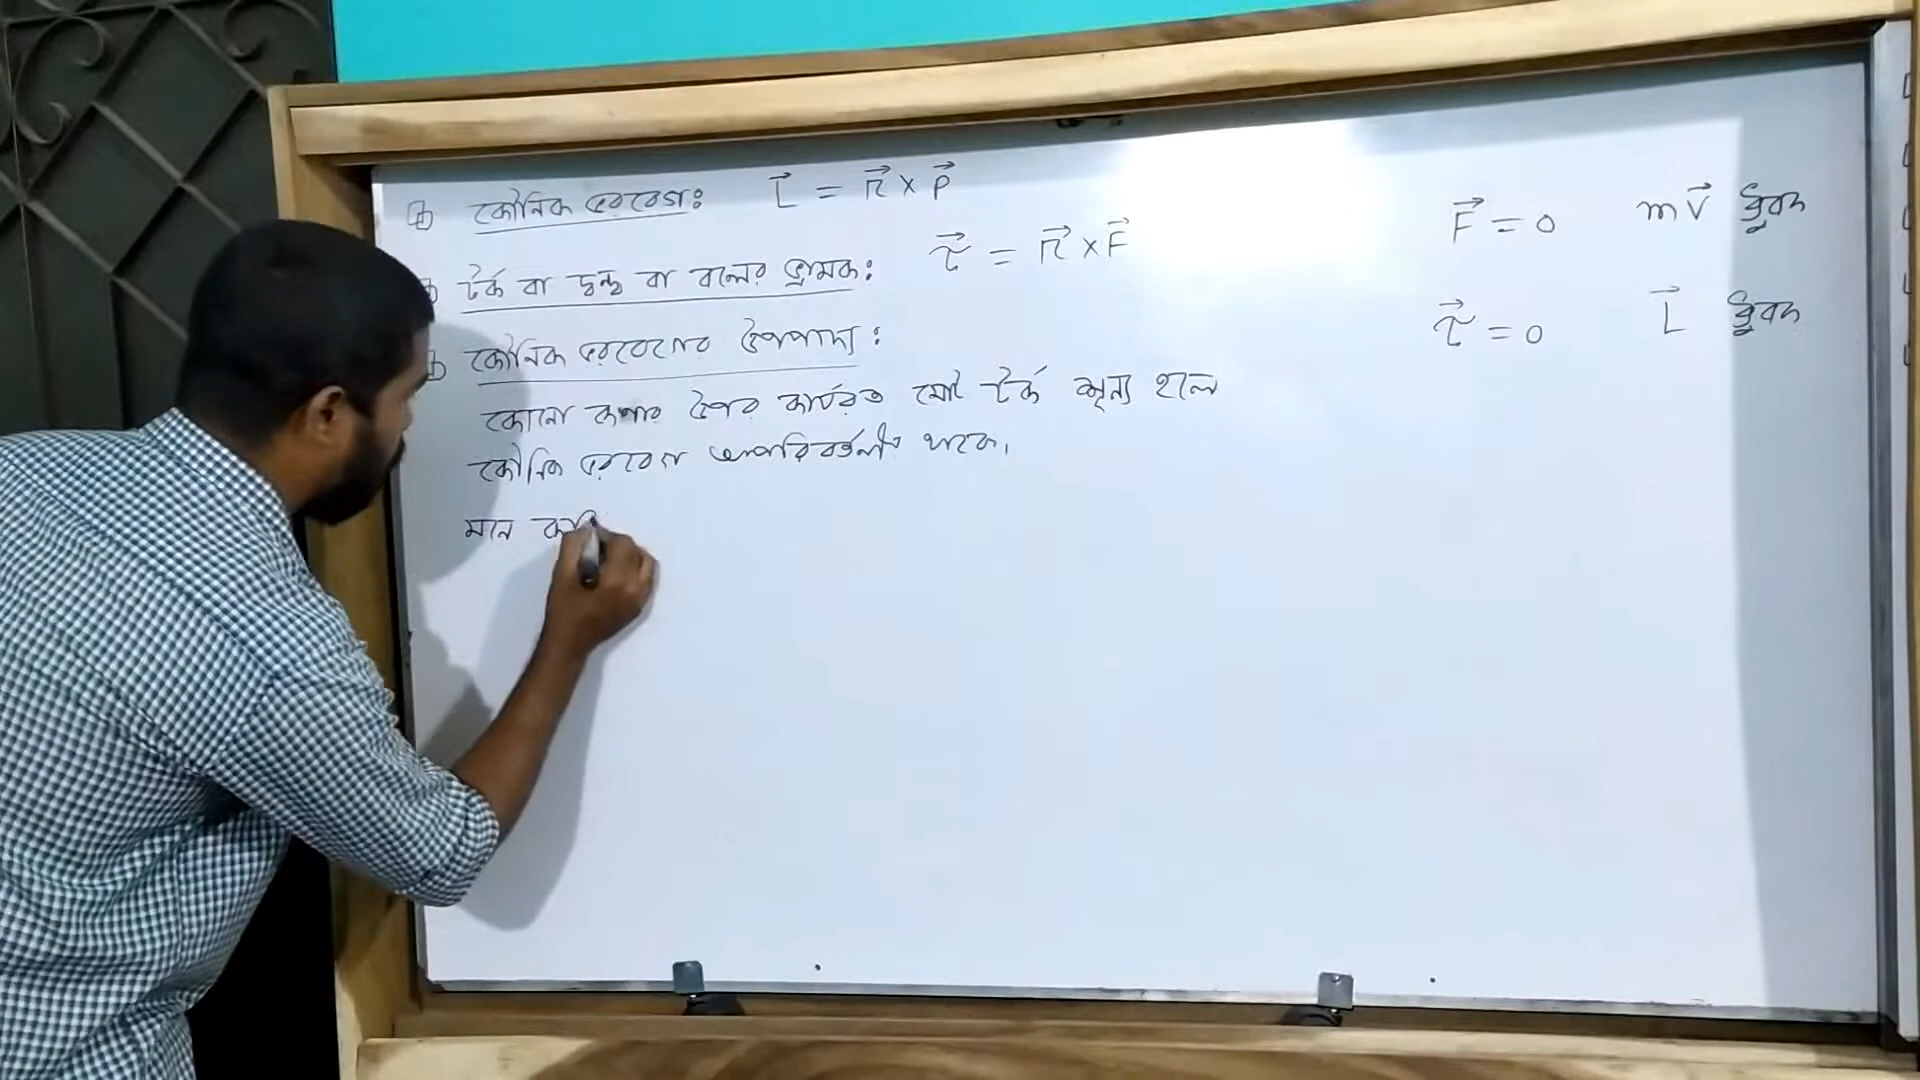 কৌনিক ভরবেগঃ L⃗ = r⃗ × P⃗
টর্ক বা দ্বন্দ্ব বা বলের ভ্রামক: τ⃗ = r⃗ × F⃗
কৌনিক ভরবেগের উপপাদ্য :
কোনো কণার উপর কার্যরত মোট টর্ক শূন্য হলে
কৌনিক ভরবেগ অপরিবর্তনীয় থাকে।
মনে করি
F⃗ = 0 mv⃗ ধ্রুবক
τ⃗ = 0 L⃗ ধ্রুবক